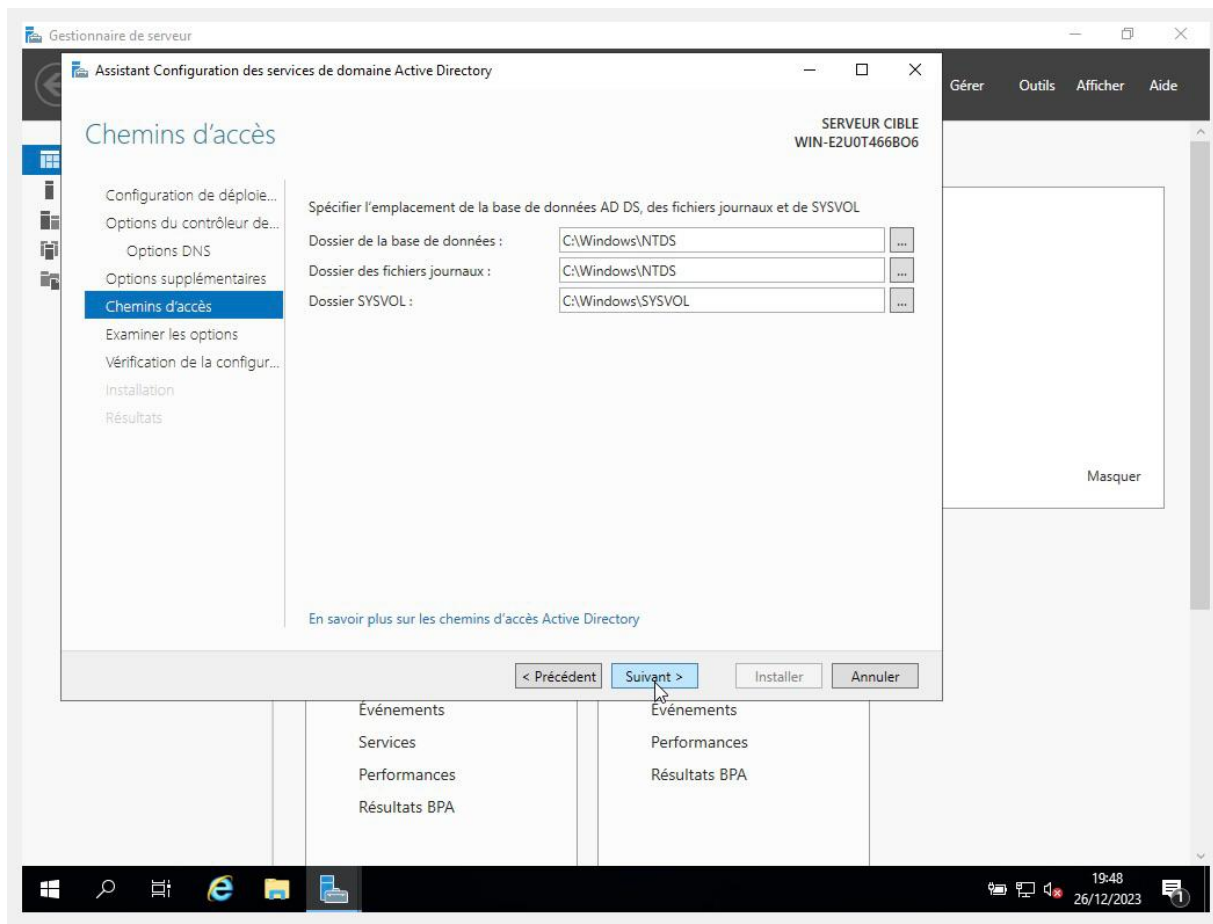 Gestionnaire de serveur
Assistant Configuration des services de domaine Active Directory
Gérer Outils Afficher Aide
Chemins d'accès
SERVEUR CIBLE
WIN-E2U0T466BO6
Configuration de déploie...
Options du contrôleur de...
Options DNS
Options supplémentaires
Chemins d'accès
Examiner les options
Vérification de la configur...
Installation
Résultats
Spécifier l'emplacement de la base de données AD DS, des fichiers journaux et de SYSVOL
Dossier de la base de données : C:\Windows\NTDS ...
Dossier des fichiers journaux : C:\Windows\NTDS ...
Dossier SYSVOL : C:\Windows\SYSVOL ...
Masquer
En savoir plus sur les chemins d'accès Active Directory
< Précédent Suivant > Installer Annuler
Événements
Services
Performances
Résultats BPA
Événements
Performances
Résultats BPA
19:48
26/12/2023
1